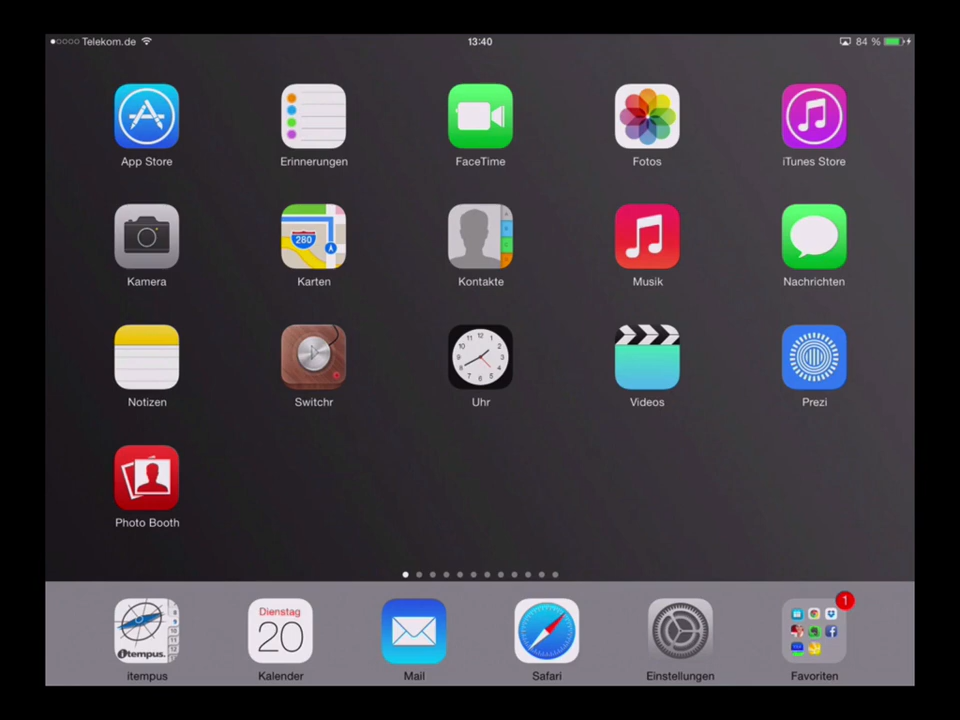 Telekom.de
13:40
84 %
App Store
Erinnerungen
FaceTime
Fotos
iTunes Store
280
Kamera
Karten
Kontakte
Musik
Nachrichten
Notizen
Switchr
Uhr
Videos
Prezi
Photo Booth
Dienstag
20
1
itempus.
itempus
Kalender
Mail
Safari
Einstellungen
Favoriten